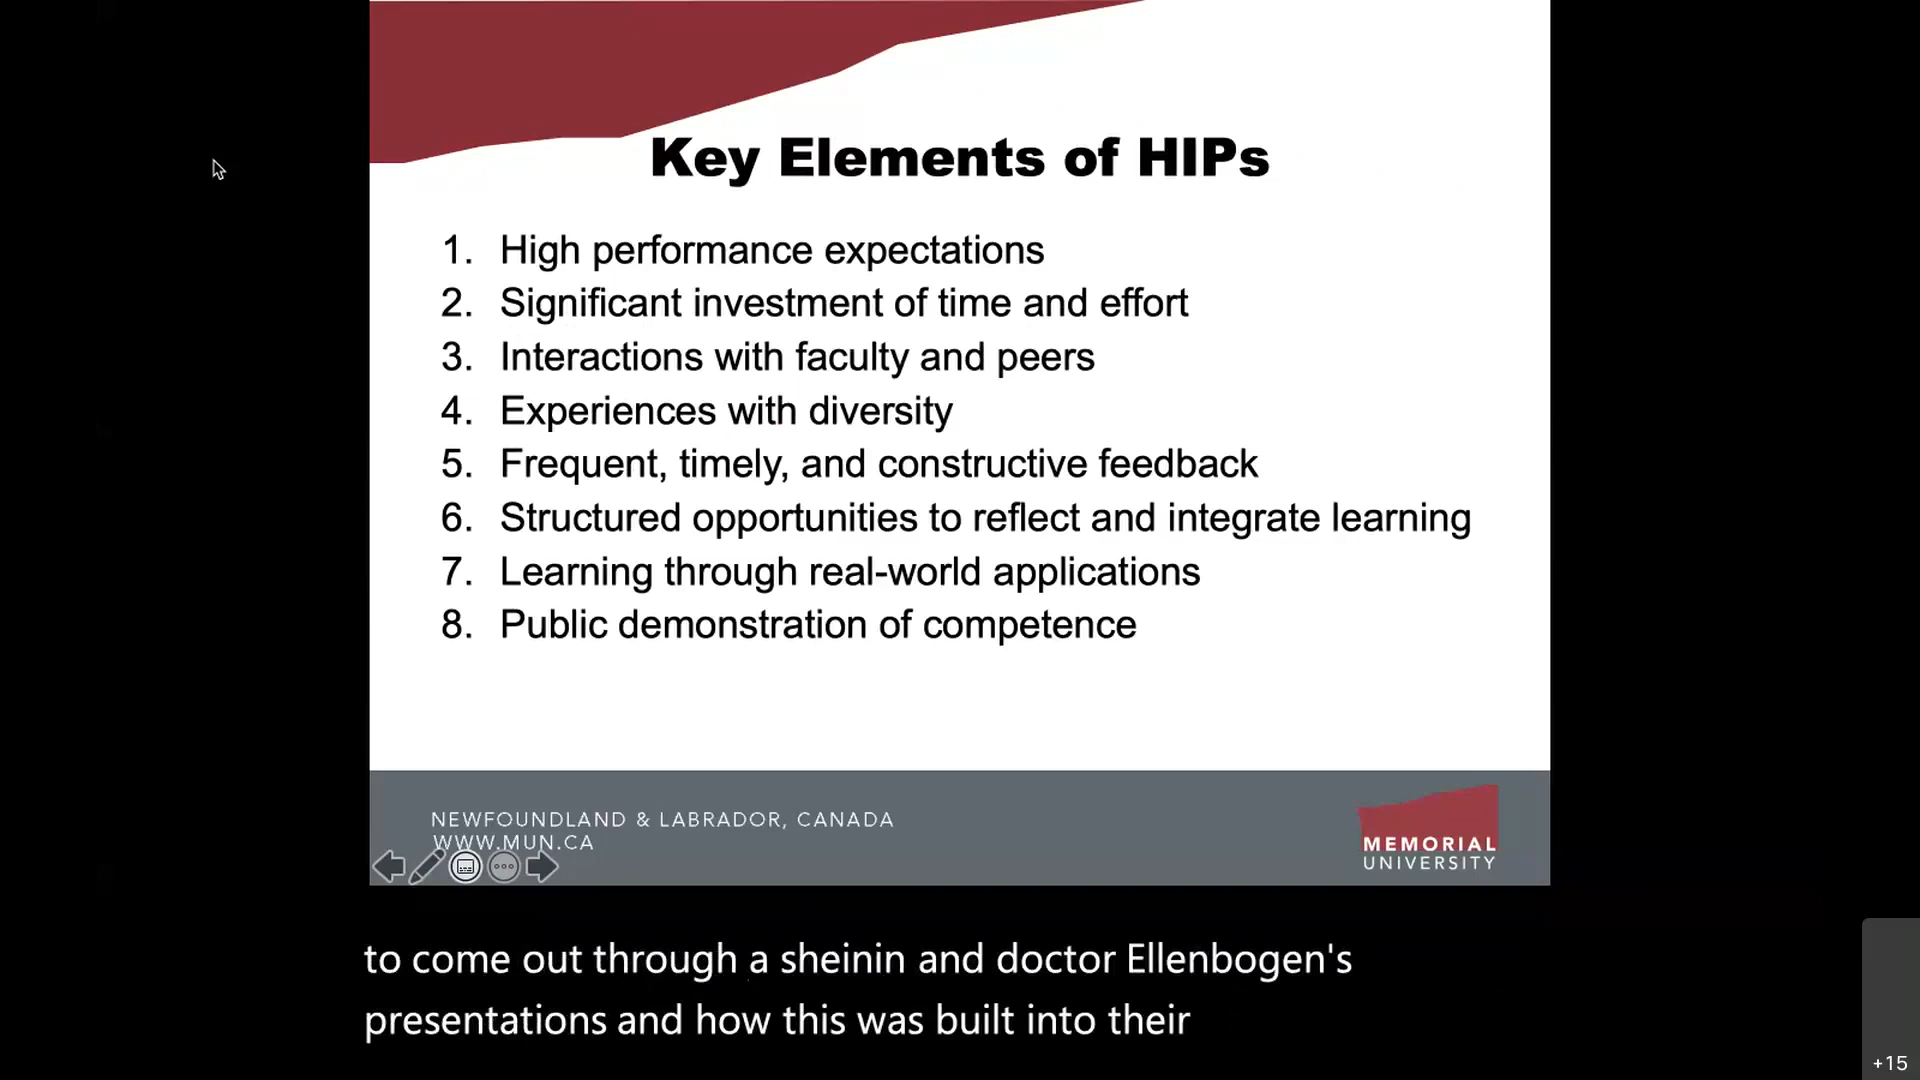 Key Elements of HIPs
1. High performance expectations
2. Significant investment of time and effort
3. Interactions with faculty and peers
4. Experiences with diversity
5. Frequent, timely, and constructive feedback
6. Structured opportunities to reflect and integrate learning
7. Learning through real-world applications
8. Public demonstration of competence
NEWFOUNDLAND & LABRADOR, CANADA
WWW.MUN.CA
MEMORIAL
UNIVERSITY
to come out through a sheinin and doctor Ellenbogen's
presentations and how this was built into their
+15